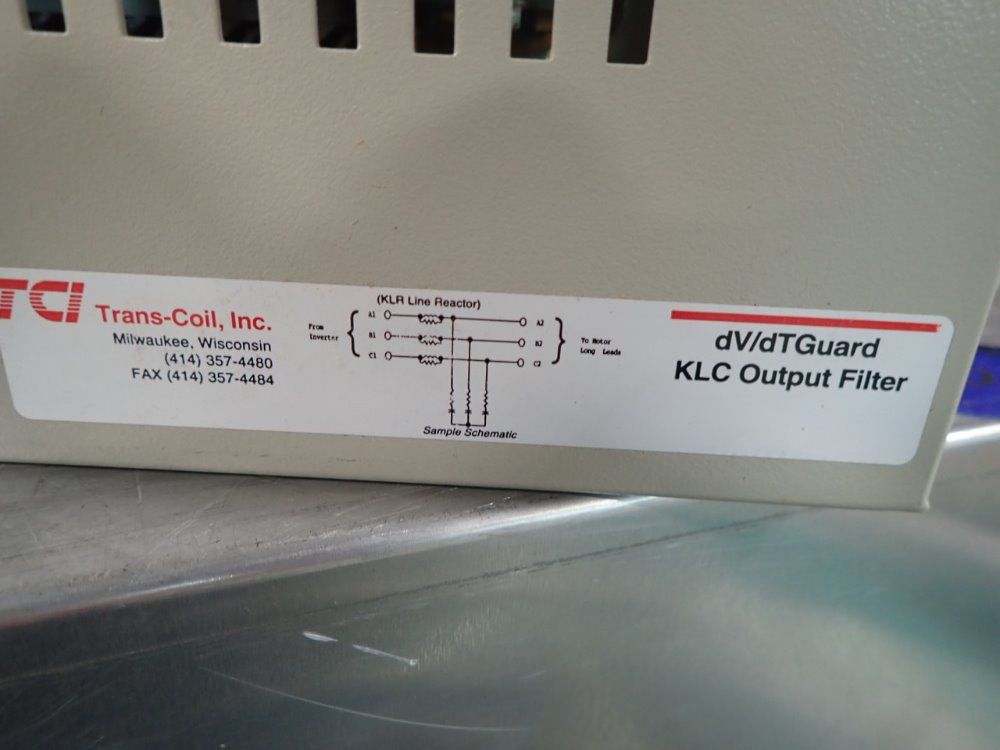 TCI
Trans-Coil, Inc.
Milwaukee, Wisconsin
(414) 357-4480
FAX (414) 357-4484
(KLR Line Reactor)
From
Inverter
A1
B1
C1
A2
B2
C2
To Motor
Long Leads
Sample Schematic
dV/dTGuard
KLC Output Filter